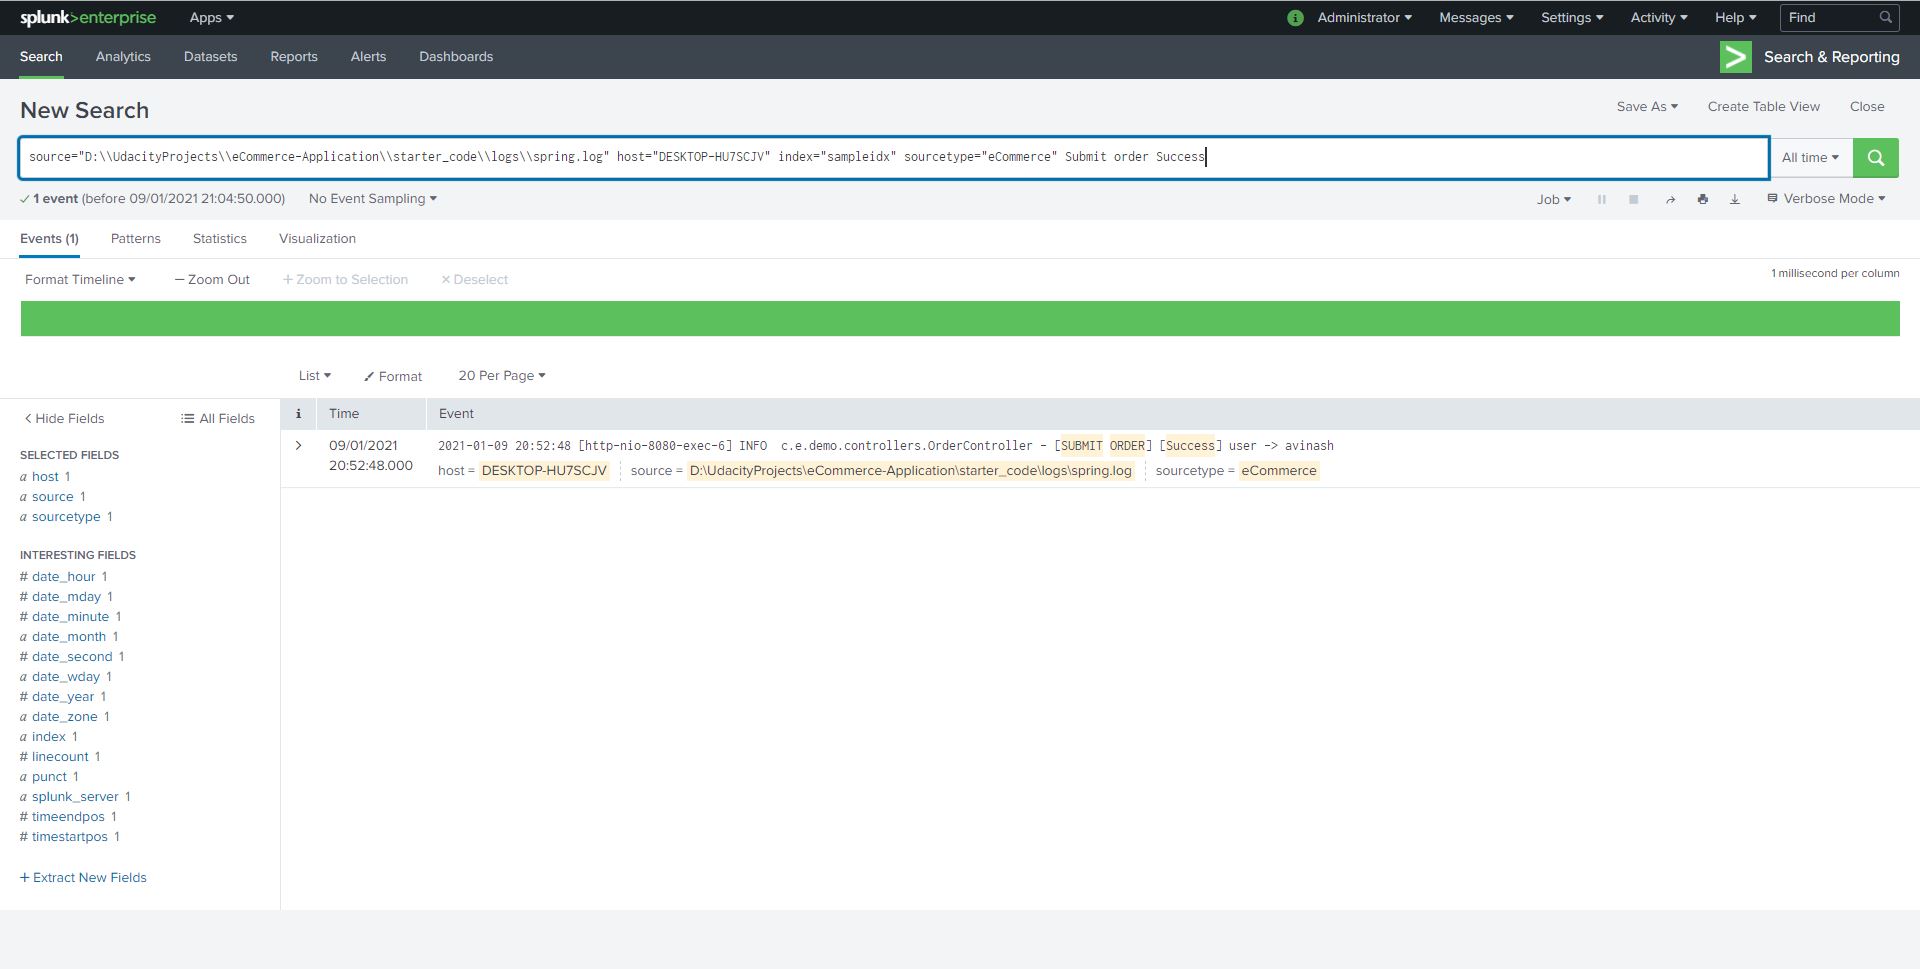 splunk>enterprise Apps Administrator Messages Settings Activity Help Find
Search Analytics Datasets Reports Alerts Dashboards Search & Reporting
New Search Save As Create Table View Close
source="D:\\UdacityProjects\\eCommerce-Application\\starter_code\\logs\\spring.log" host="DESKTOP-HU7SCJV" index="sampleidx" sourcetype="eCommerce" Submit order Success All time
1 event (before 09/01/2021 21:04:50.000) No Event Sampling Job Verbose Mode
Events (1) Patterns Statistics Visualization
Format Timeline — Zoom Out + Zoom to Selection × Deselect 1 millisecond per column
List Format 20 Per Page
< Hide Fields All Fields
i Time Event
> 09/01/2021 20:52:48.000
2021-01-09 20:52:48 [http-nio-8080-exec-6] INFO c.e.demo.controllers.OrderController - [SUBMIT ORDER] [Success] user -> avinash
host = DESKTOP-HU7SCJV source = D:\UdacityProjects\eCommerce-Application\starter_code\logs\spring.log sourcetype = eCommerce
SELECTED FIELDS
a host 1
a source 1
a sourcetype 1
INTERESTING FIELDS
# date_hour 1
# date_mday 1
# date_minute 1
a date_month 1
# date_second 1
a date_wday 1
# date_year 1
a date_zone 1
a index 1
# linecount 1
a punct 1
a splunk_server 1
# timeendpos 1
# timestartpos 1
+ Extract New Fields